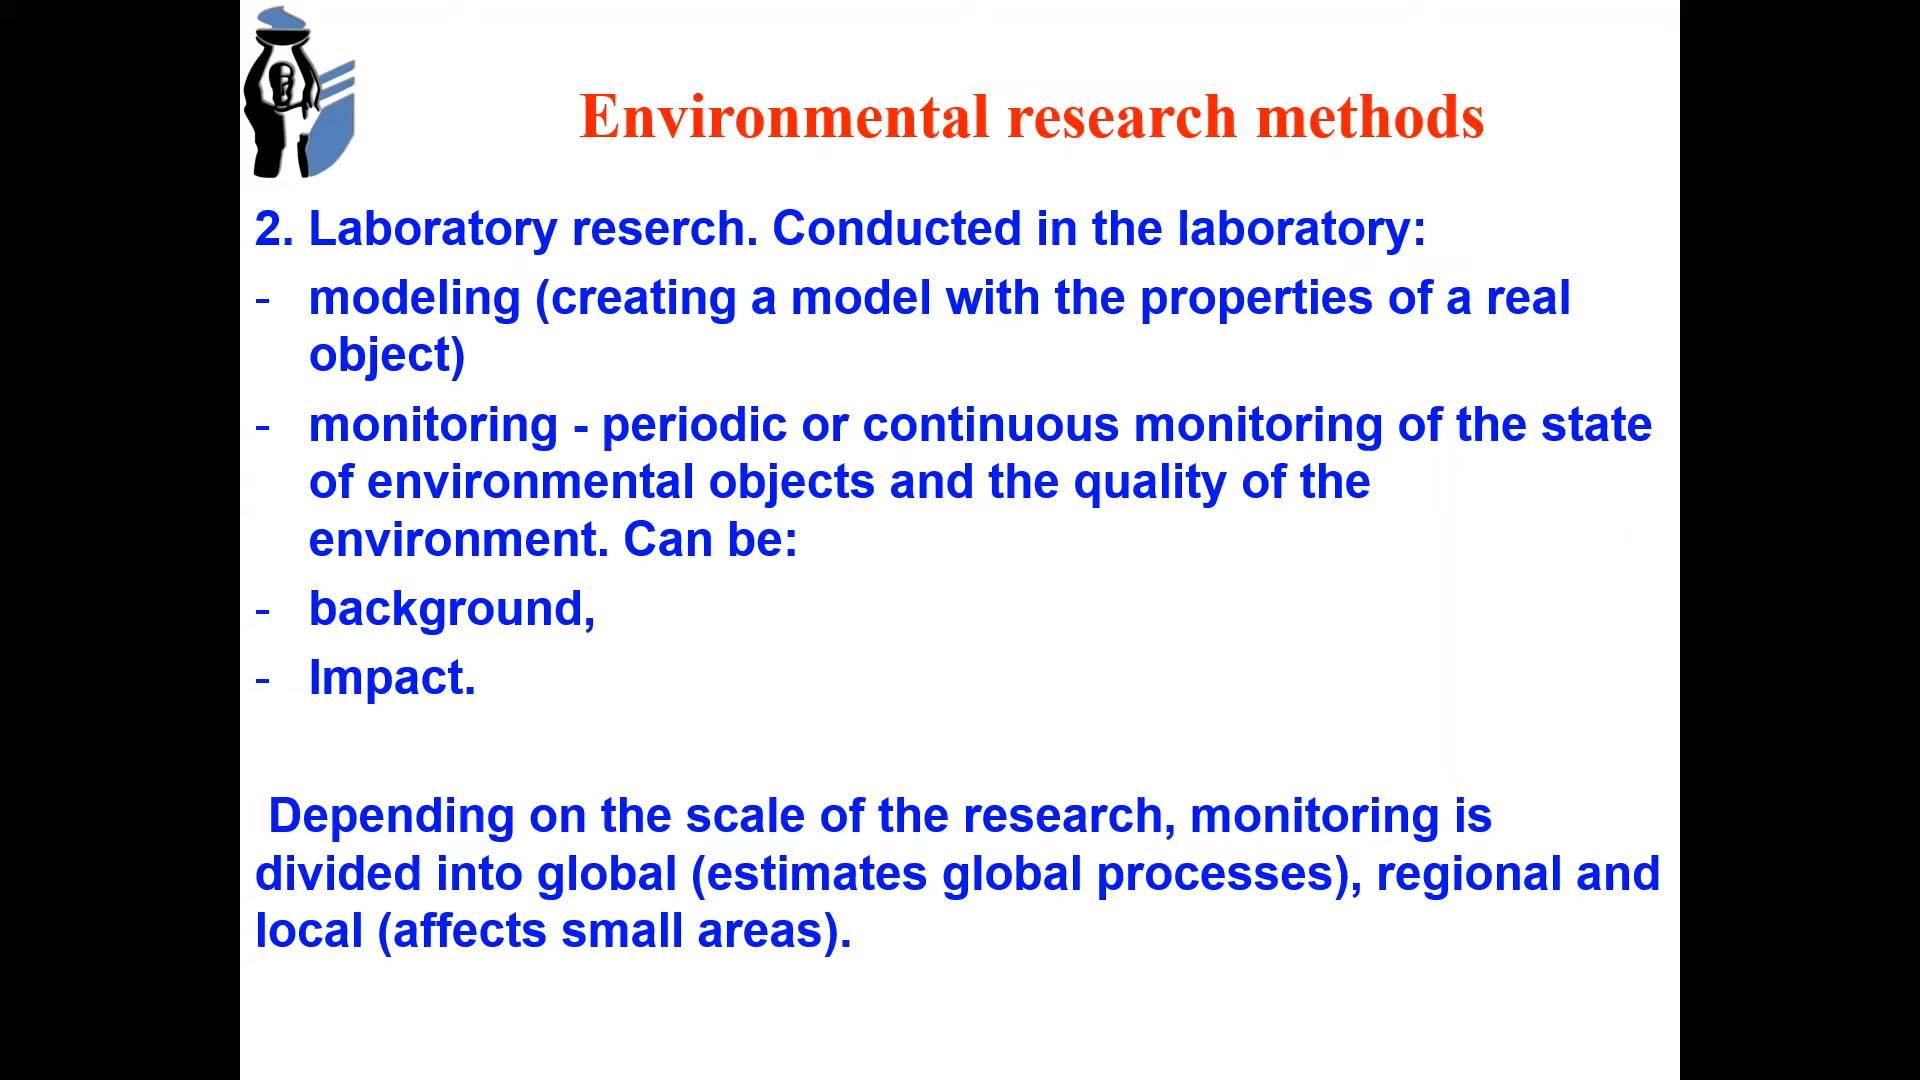 Environmental research methods
2. Laboratory reserch. Conducted in the laboratory:
- modeling (creating a model with the properties of a real
object)
- monitoring - periodic or continuous monitoring of the state
of environmental objects and the quality of the
environment. Can be:
- background,
- Impact.
Depending on the scale of the research, monitoring is
divided into global (estimates global processes), regional and
local (affects small areas).